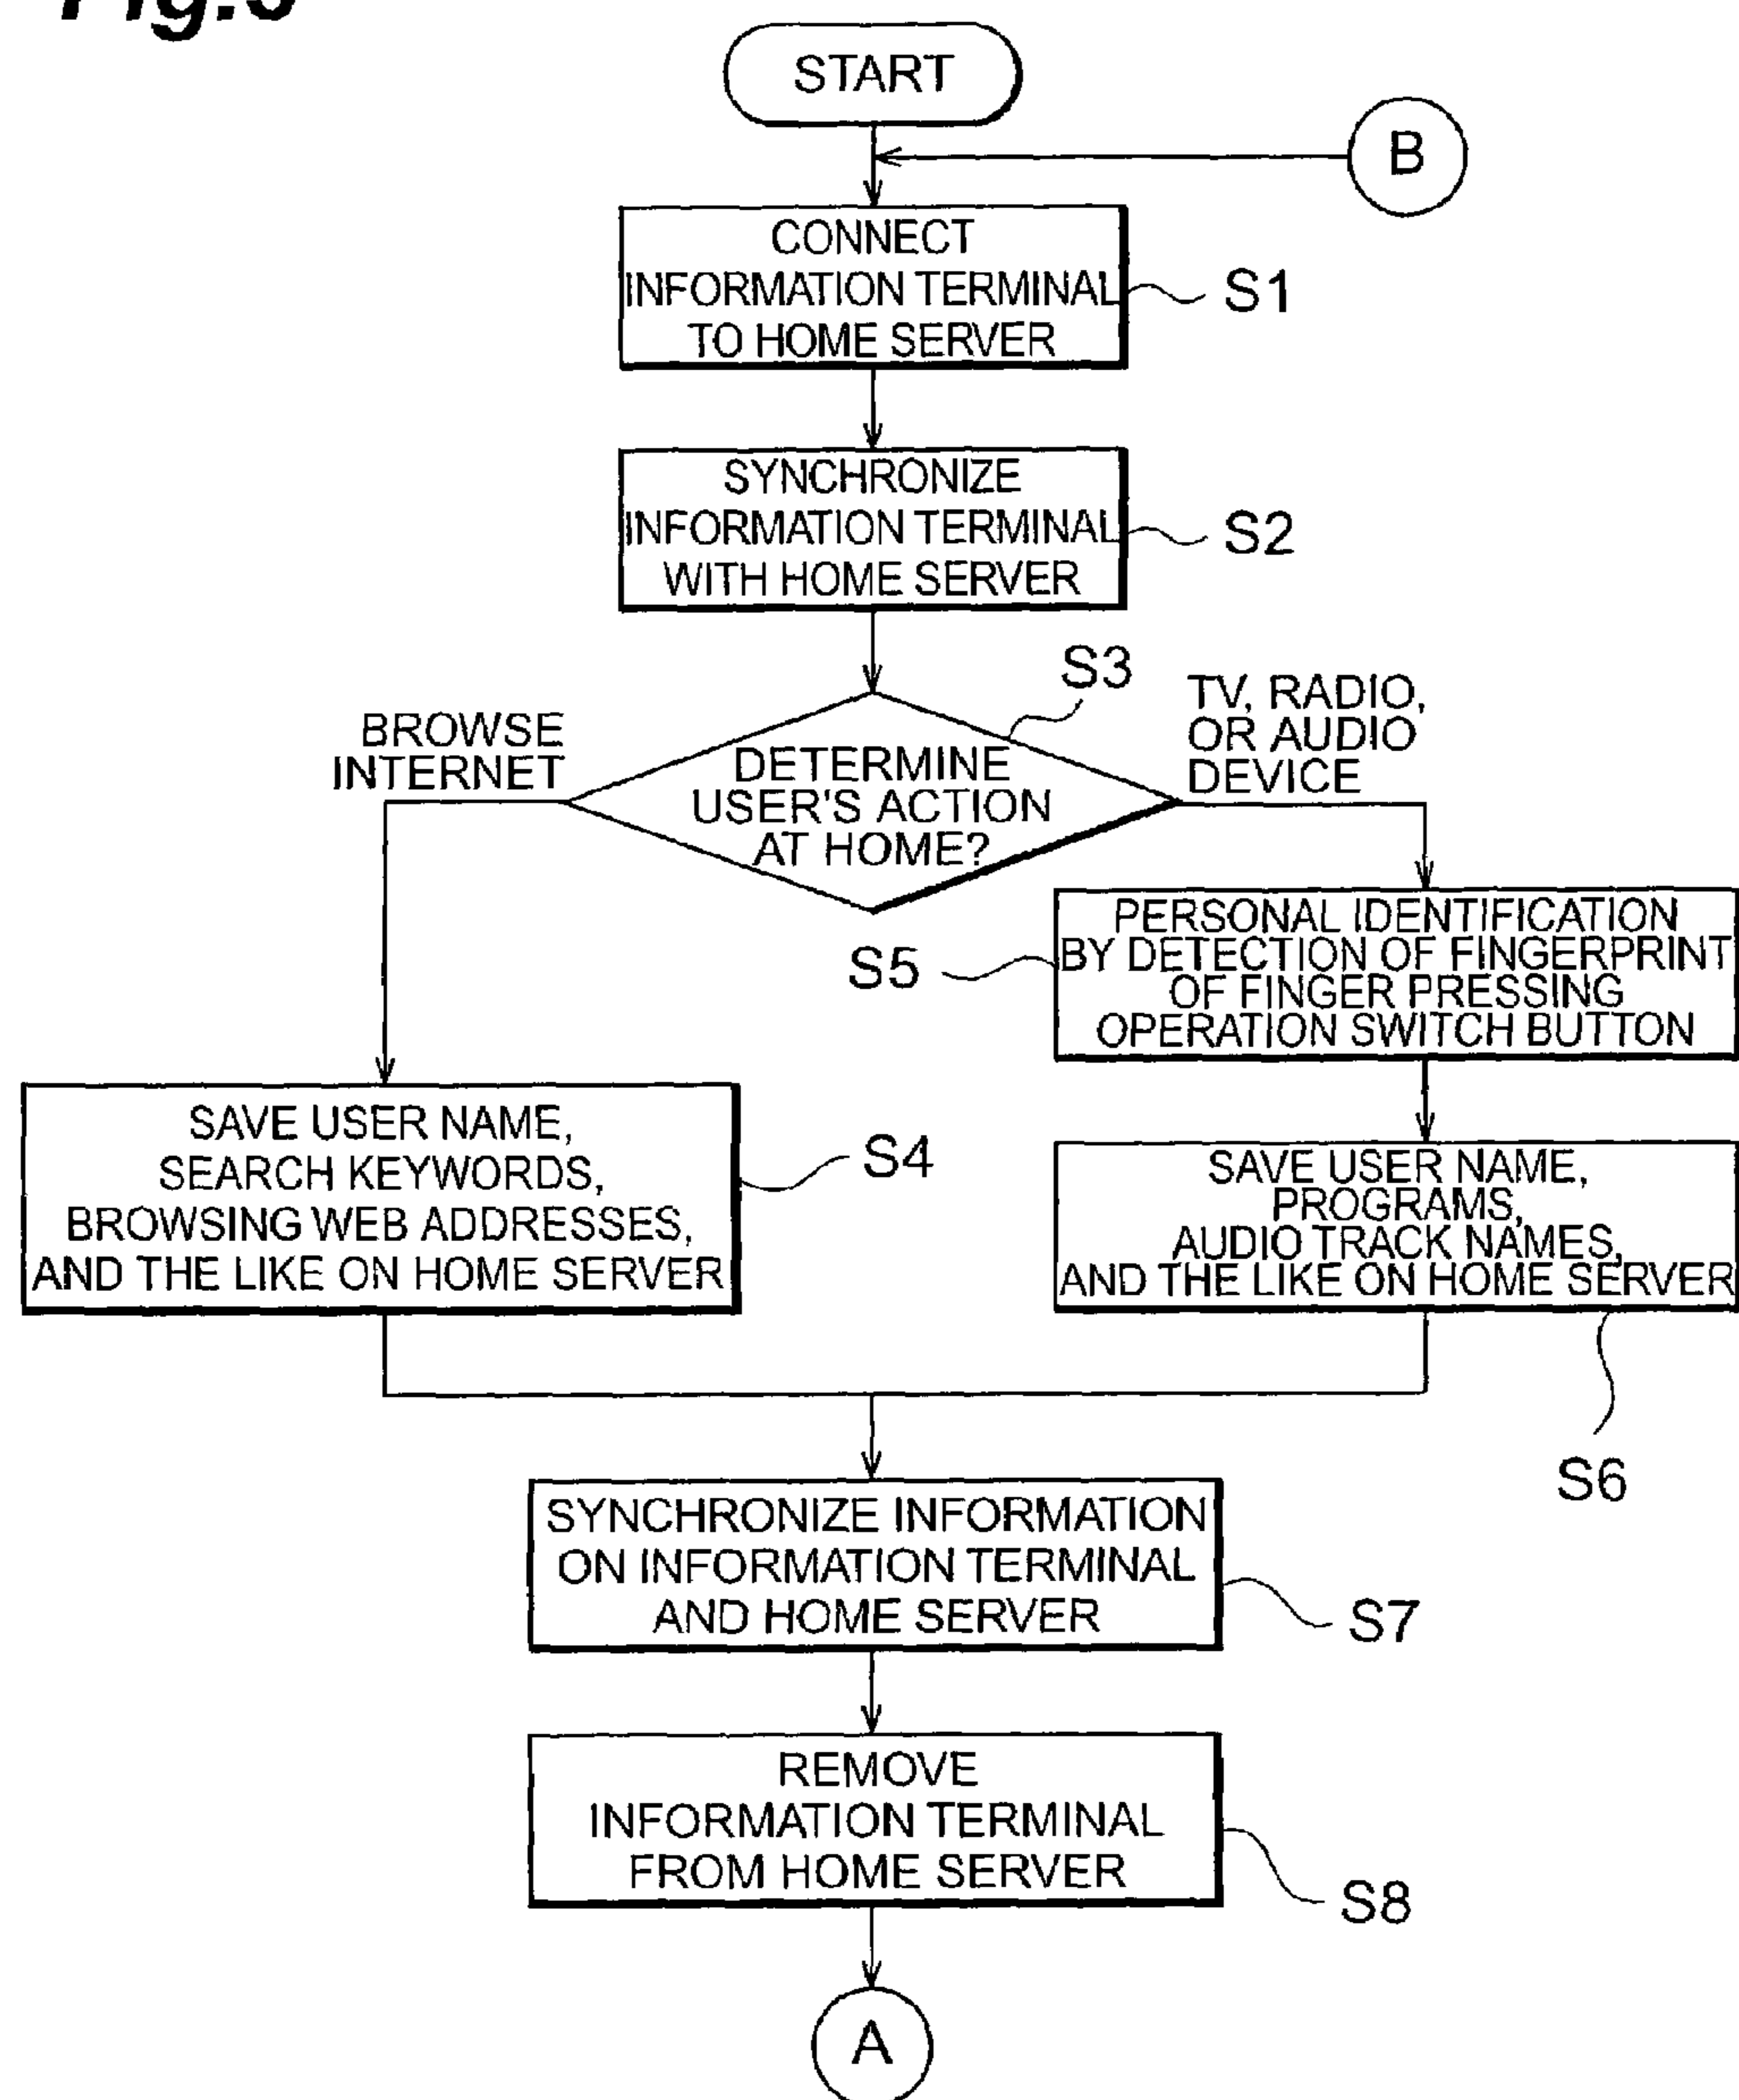 START
B
CONNECT
INFORMATION TERMINAL
TO HOME SERVER
S1
SYNCHRONIZE
INFORMATION TERMINAL
WITH HOME SERVER
S2
S3
BROWSE
INTERNET
DETERMINE
USER'S ACTION
AT HOME?
TV, RADIO,
OR AUDIO
DEVICE
S5
PERSONAL IDENTIFICATION
BY DETECTION OF FINGERPRINT
OF FINGER PRESSING
OPERATION SWITCH BUTTON
SAVE USER NAME,
SEARCH KEYWORDS,
BROWSING WEB ADDRESSES,
AND THE LIKE ON HOME SERVER
S4
SAVE USER NAME,
PROGRAMS,
AUDIO TRACK NAMES,
AND THE LIKE ON HOME SERVER
S6
SYNCHRONIZE INFORMATION
ON INFORMATION TERMINAL
AND HOME SERVER
S7
REMOVE
INFORMATION TERMINAL
FROM HOME SERVER
S8
A